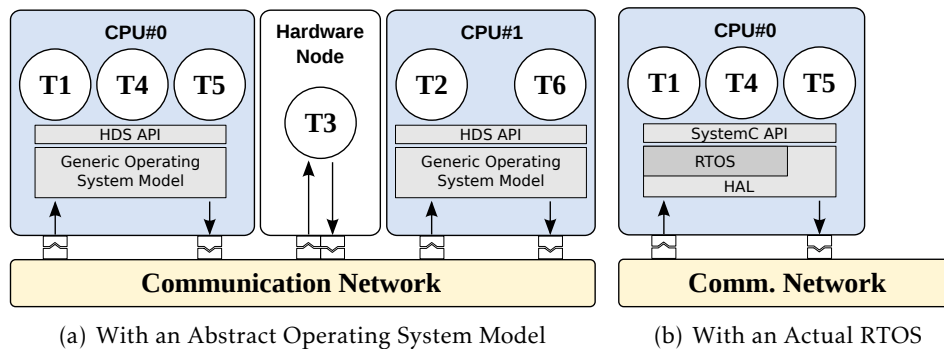 CPU#0
T1 T4 T5
HDS API
Generic Operating
System Model
Hardware
Node
T3
CPU#1
T2 T6
HDS API
Generic Operating
System Model
Communication Network
(a) With an Abstract Operating System Model
CPU#0
T1 T4 T5
SystemC API
RTOS
HAL
Comm. Network
(b) With an Actual RTOS